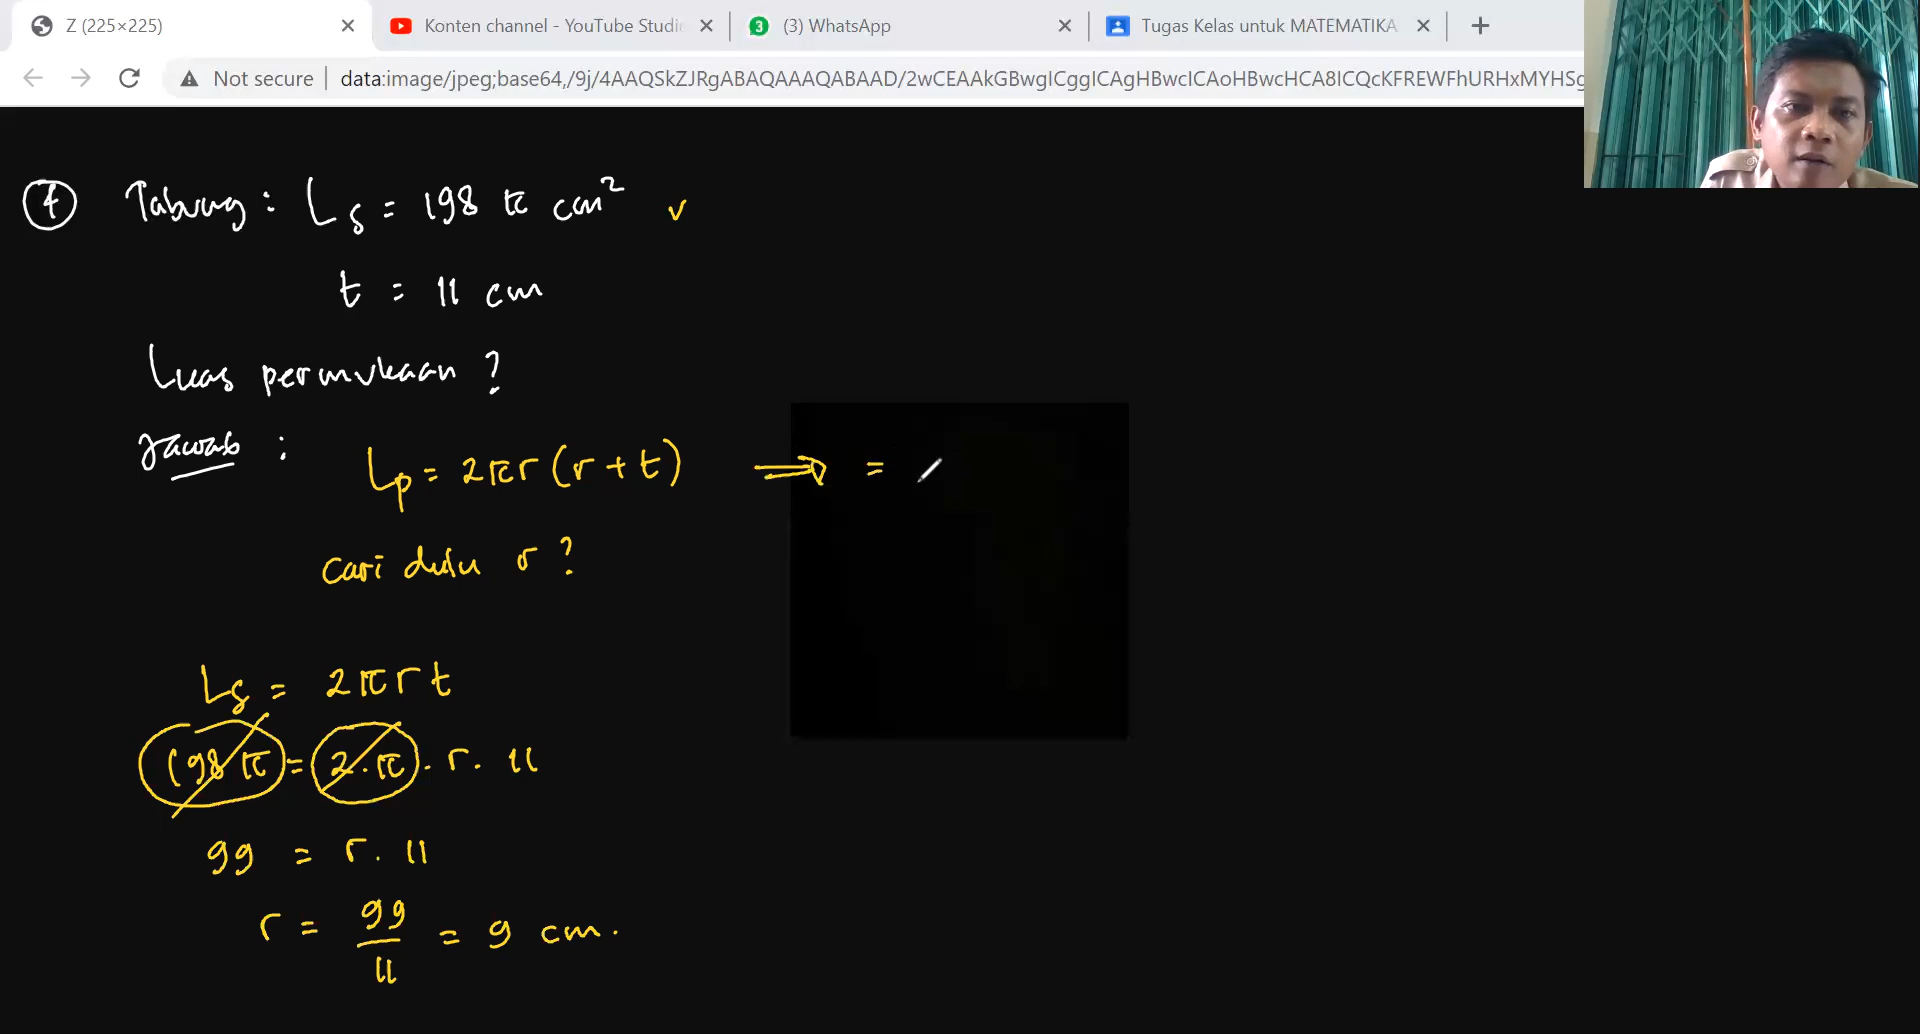 Z (225×225)
Konten channel - YouTube Studi
3 (3) WhatsApp
Tugas Kelas untuk MATEMATIKA
Not secure data:image/jpeg;base64,/9j/4AAQSkZJRgABAQAAAQABAAD/2wCEAAkGBwgICggICAgHBwcICAoHBwcHCA8ICQcKFREWFhURHxMYHSg
④ Tabung : Ls = 198 π cm² v
t = 11 cm
Luas permukaan ?
Jawab :
Lp = 2πr (r + t) ⇒ =
cari dulu r ?
Ls = 2πrt
198 π = 2.π . r . 11
99 = r . 11
r = 99/11 = 9 cm.